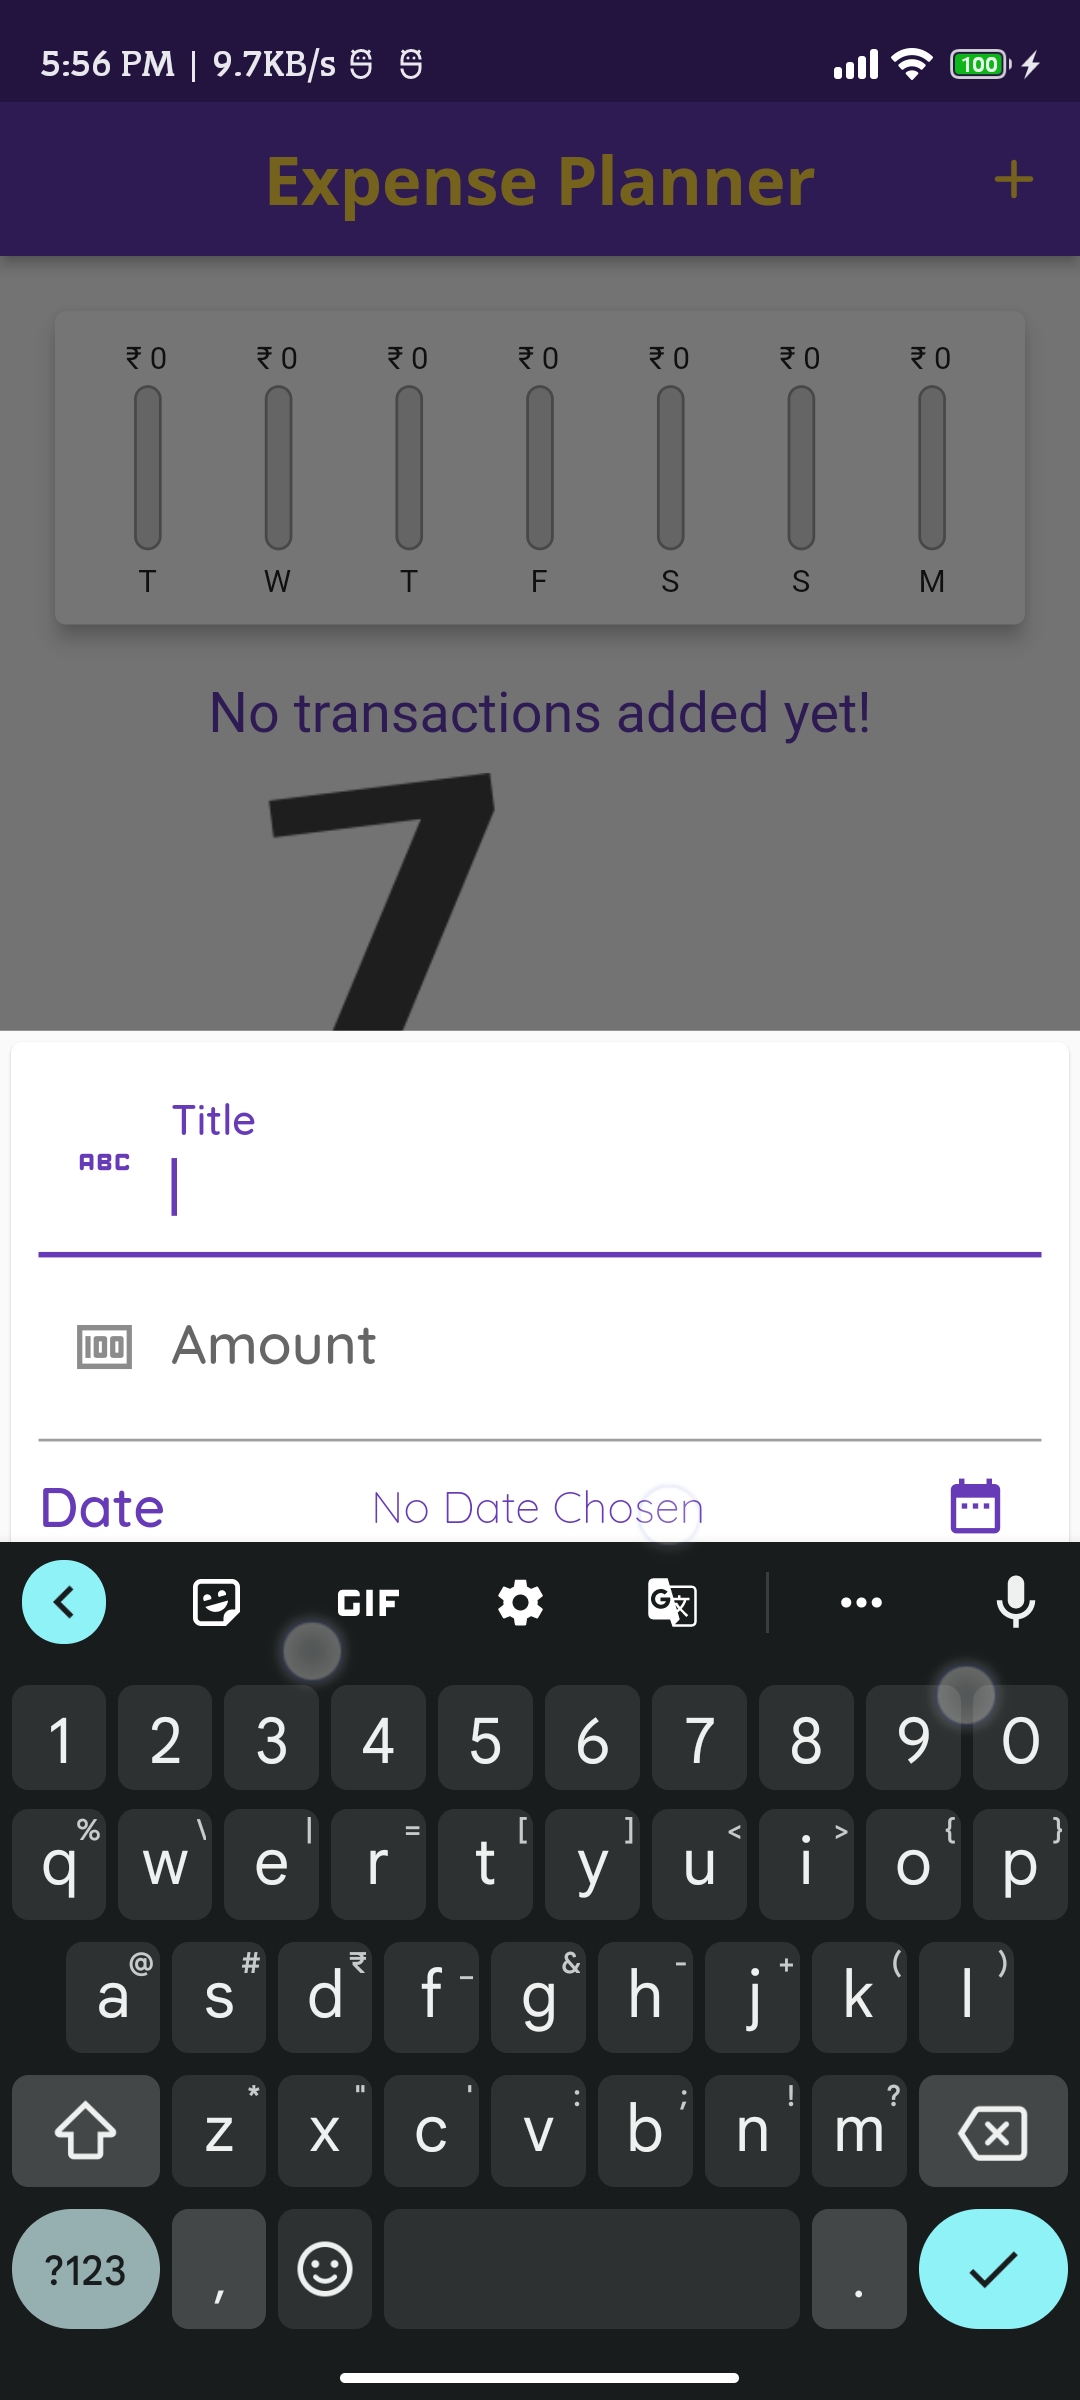 5:56 PM | 9.7KB/s 100
Expense Planner +
₹ 0 ₹ 0 ₹ 0 ₹ 0 ₹ 0 ₹ 0 ₹ 0
T W T F S S M
No transactions added yet!
Title
ABC
100 Amount
Date No Date Chosen
GIF G 文
1 2 3 4 5 6 7 8 9 0
% \ | = [ ] < > { }
q w e r t y u i o p
@ # ₹ _ & - + ( )
a s d f g h j k l
* " ' : ; ! ?
z x c v b n m
?123 , .